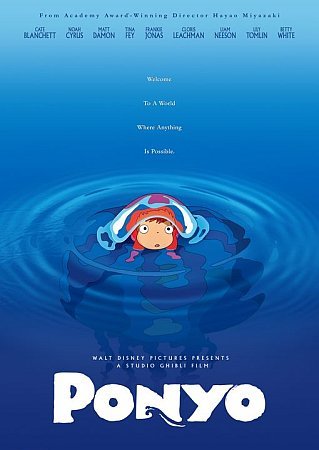 From Academy Award-Winning Director Hayao Miyazaki
CATE BLANCHETT NOAH CYRUS MATT DAMON TINA FEY FRANKIE JONAS CLORIS LEACHMAN LIAM NEESON LILY TOMLIN BETTY WHITE
Welcome
To A World
Where Anything
Is Possible.
WALT DISNEY PICTURES PRESENTS
A STUDIO GHIBLI FILM
PONYO